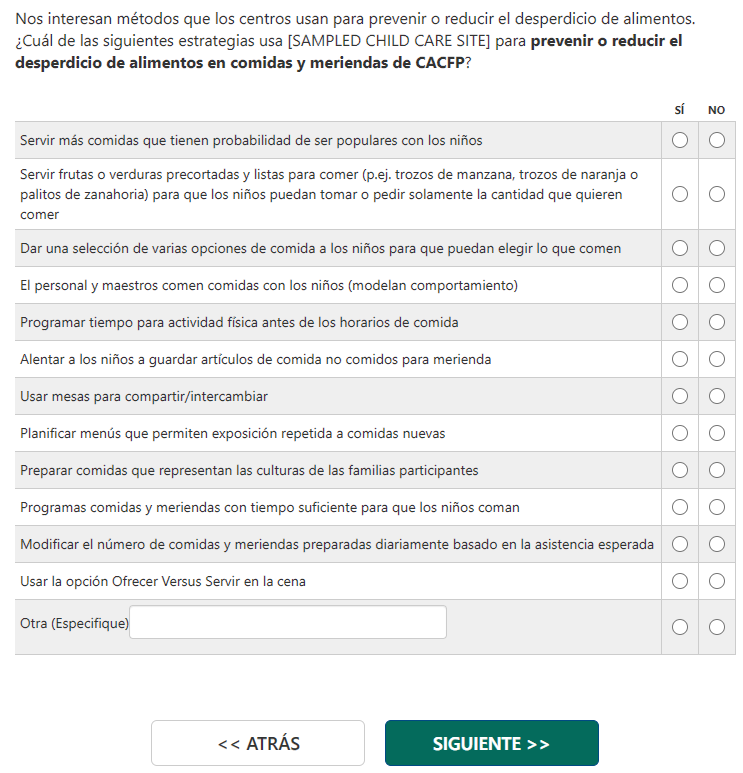 Nos interesan métodos que los centros usan para prevenir o reducir el desperdicio de alimentos.
¿Cuál de las siguientes estrategias usa [SAMPLED CHILD CARE SITE] para prevenir o reducir el
desperdicio de alimentos en comidas y meriendas de CACFP?
SÍ NO
Servir más comidas que tienen probabilidad de ser populares con los niños
Servir frutas o verduras precortadas y listas para comer (p.ej. trozos de manzana, trozos de naranja o
palitos de zanahoria) para que los niños puedan tomar o pedir solamente la cantidad que quieren
comer
Dar una selección de varias opciones de comida a los niños para que puedan elegir lo que comen
El personal y maestros comen comidas con los niños (modelan comportamiento)
Programar tiempo para actividad física antes de los horarios de comida
Alentar a los niños a guardar artículos de comida no comidos para merienda
Usar mesas para compartir/intercambiar
Planificar menús que permiten exposición repetida a comidas nuevas
Preparar comidas que representan las culturas de las familias participantes
Programas comidas y meriendas con tiempo suficiente para que los niños coman
Modificar el número de comidas y meriendas preparadas diariamente basado en la asistencia esperada
Usar la opción Ofrecer Versus Servir en la cena
Otra (Especifique)
<< ATRÁS
SIGUIENTE >>